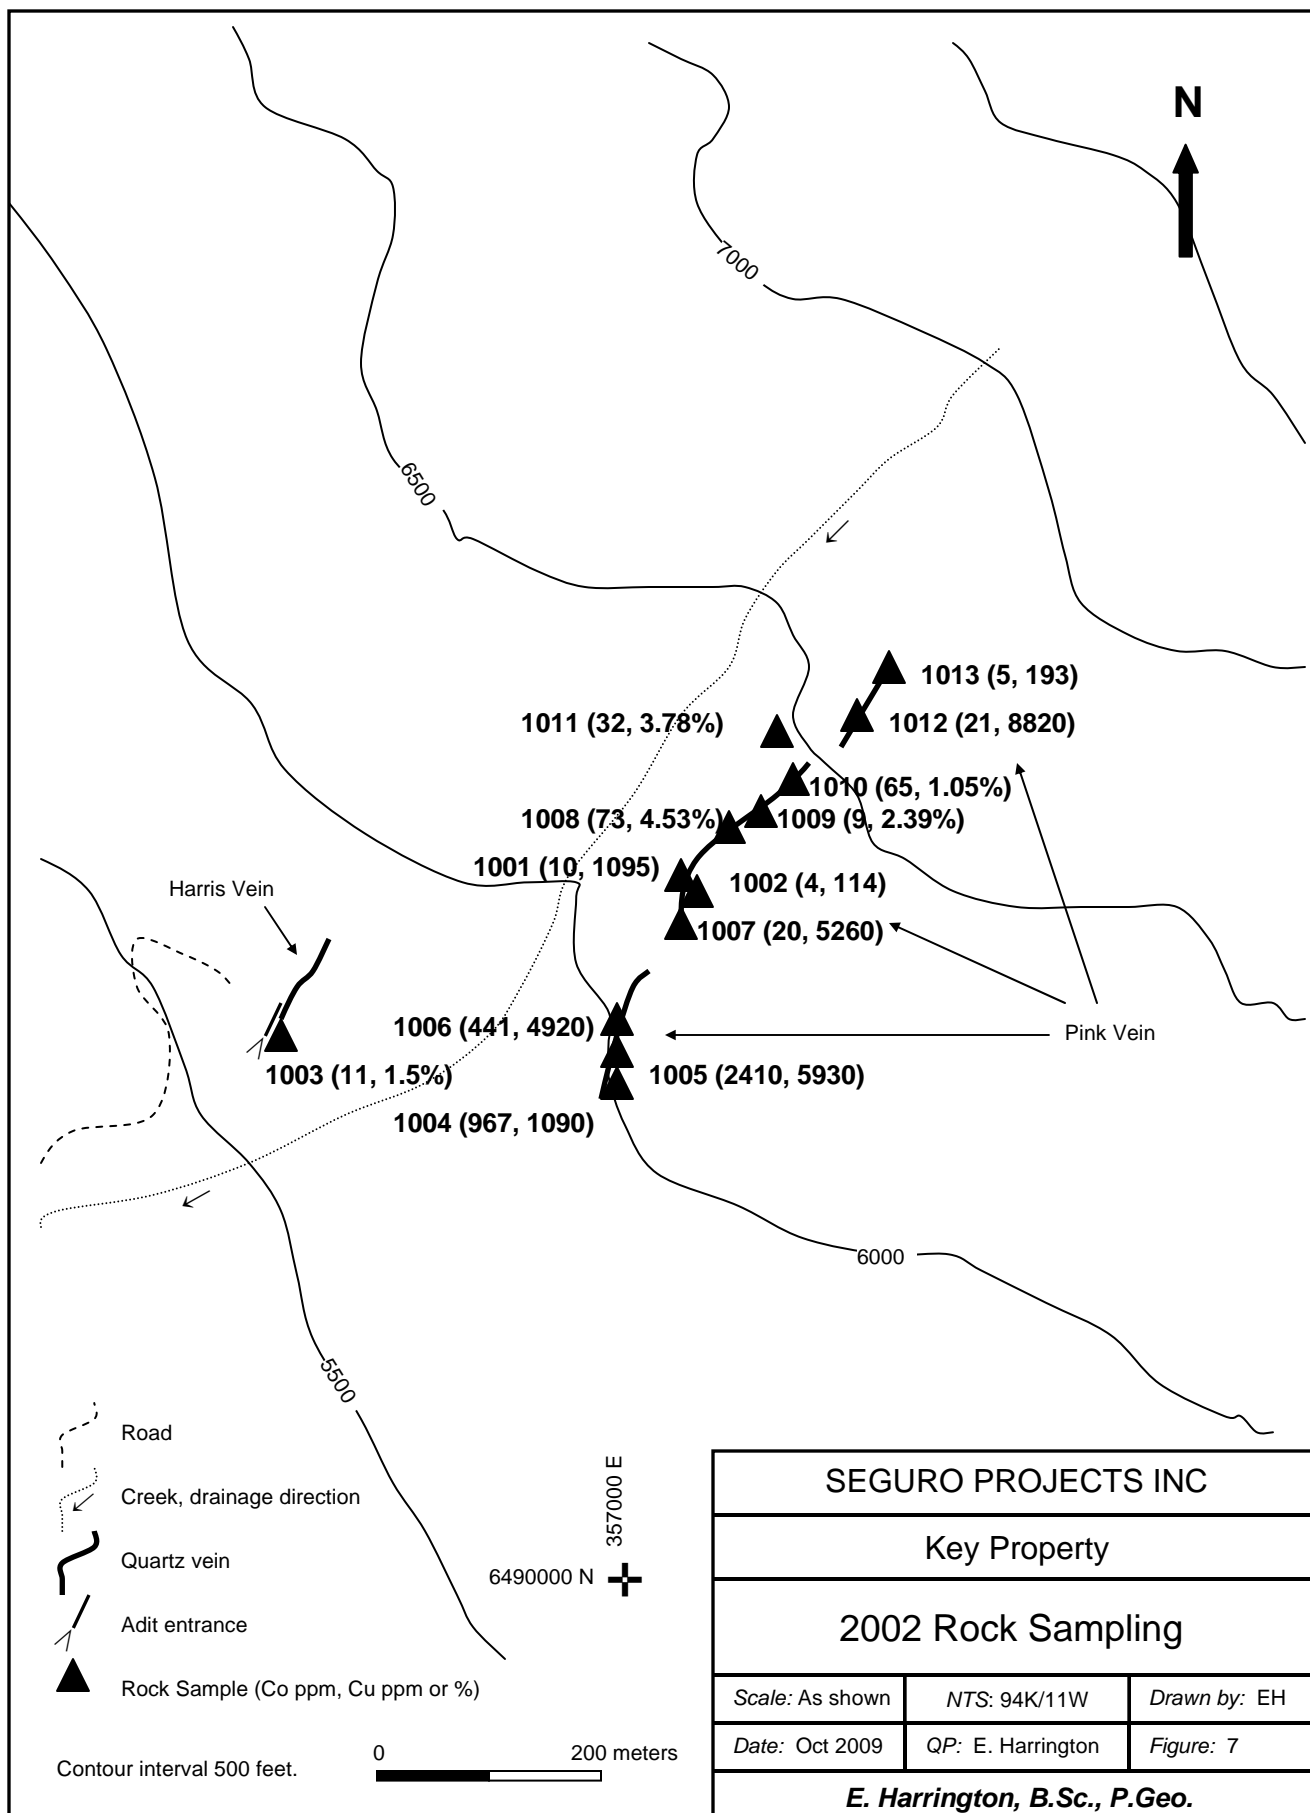 N
7000
6500
1013 (5, 193)
1011 (32, 3.78%)
1012 (21, 8820)
1010 (65, 1.05%)
1008 (73, 4.53%)
1009 (9, 2.39%)
1001 (10, 1095)
1002 (4, 114)
Harris Vein
1007 (20, 5260)
1006 (441, 4920)
Pink Vein
1003 (11, 1.5%)
1005 (2410, 5930)
1004 (967, 1090)
6000
5500
Road
Creek, drainage direction
Quartz vein
Adit entrance
Rock Sample (Co ppm, Cu ppm or %)
Contour interval 500 feet.
357000 E
6490000 N
0 200 meters
SEGURO PROJECTS INC
Key Property
2002 Rock Sampling
Scale: As shown NTS: 94K/11W Drawn by: EH
Date: Oct 2009 QP: E. Harrington Figure: 7
E. Harrington, B.Sc., P.Geo.